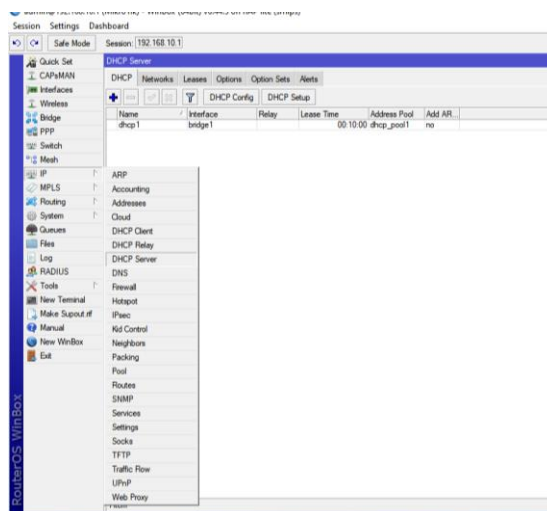 Session Settings Dashboard
Safe Mode Session: 192.168.10.1
Quick Set
CAPsMAN
Interfaces
Wireless
Bridge
PPP
Switch
Mesh
IP
MPLS
Routing
System
Queues
Files
Log
RADIUS
Tools
New Terminal
Make Supout.rif
Manual
New WinBox
Exit
DHCP Server
DHCP Networks Leases Options Option Sets Alerts
DHCP Config DHCP Setup
Name Interface Relay Lease Time Address Pool Add AR...
dhcp1 bridge1 00:10:00 dhcp_pool1 no
ARP
Accounting
Addresses
Cloud
DHCP Client
DHCP Relay
DHCP Server
DNS
Firewall
Hotspot
IPsec
Kid Control
Neighbors
Packing
Pool
Routes
SNMP
Services
Settings
Socks
TFTP
Traffic Flow
UPnP
Web Proxy
RouterOS WinBox